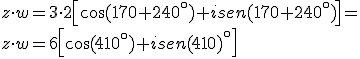 z·w=3·2[cos(170+240°)+isen(170+240°)]=
z·w=6[cos(410°)+isen(410)°]